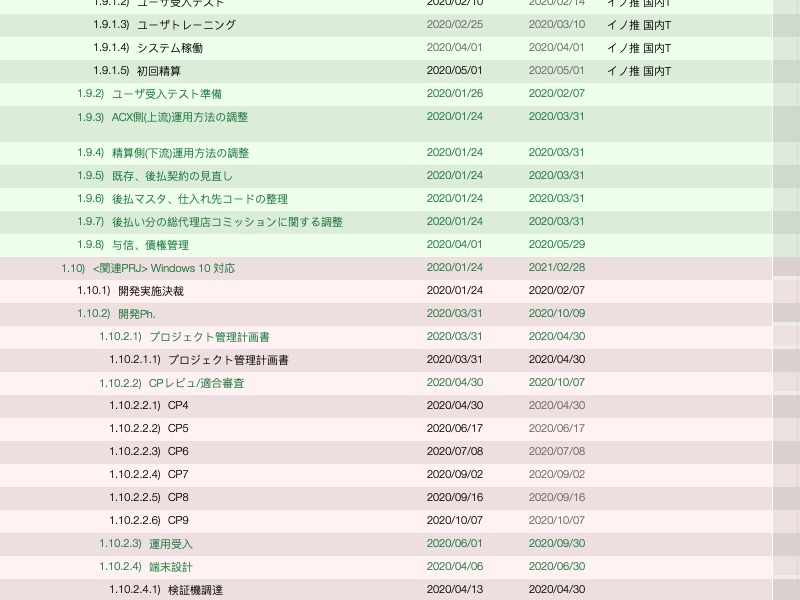 1.9.1.2) ユーザ受入テスト 2020/02/10 2020/02/14 イノ推 国内T
1.9.1.3) ユーザトレーニング 2020/02/25 2020/03/10 イノ推 国内T
1.9.1.4) システム稼働 2020/04/01 2020/04/01 イノ推 国内T
1.9.1.5) 初回精算 2020/05/01 2020/05/01 イノ推 国内T
1.9.2) ユーザ受入テスト準備 2020/01/26 2020/02/07
1.9.3) ACX側(上流)運用方法の調整 2020/01/24 2020/03/31
1.9.4) 精算側(下流)運用方法の調整 2020/01/24 2020/03/31
1.9.5) 既存、後払契約の見直し 2020/01/24 2020/03/31
1.9.6) 後払マスタ、仕入れ先コードの整理 2020/01/24 2020/03/31
1.9.7) 後払い分の総代理店コミッションに関する調整 2020/01/24 2020/03/31
1.9.8) 与信、債権管理 2020/04/01 2020/05/29
1.10) <関連PRJ> Windows 10 対応 2020/01/24 2021/02/28
1.10.1) 開発実施決裁 2020/01/24 2020/02/07
1.10.2) 開発Ph. 2020/03/31 2020/10/09
1.10.2.1) プロジェクト管理計画書 2020/03/31 2020/04/30
1.10.2.1.1) プロジェクト管理計画書 2020/03/31 2020/04/30
1.10.2.2) CPレビュ/適合審査 2020/04/30 2020/10/07
1.10.2.2.1) CP4 2020/04/30 2020/04/30
1.10.2.2.2) CP5 2020/06/17 2020/06/17
1.10.2.2.3) CP6 2020/07/08 2020/07/08
1.10.2.2.4) CP7 2020/09/02 2020/09/02
1.10.2.2.5) CP8 2020/09/16 2020/09/16
1.10.2.2.6) CP9 2020/10/07 2020/10/07
1.10.2.3) 運用受入 2020/06/01 2020/09/30
1.10.2.4) 端末設計 2020/04/06 2020/06/30
1.10.2.4.1) 検証機調達 2020/04/13 2020/04/30